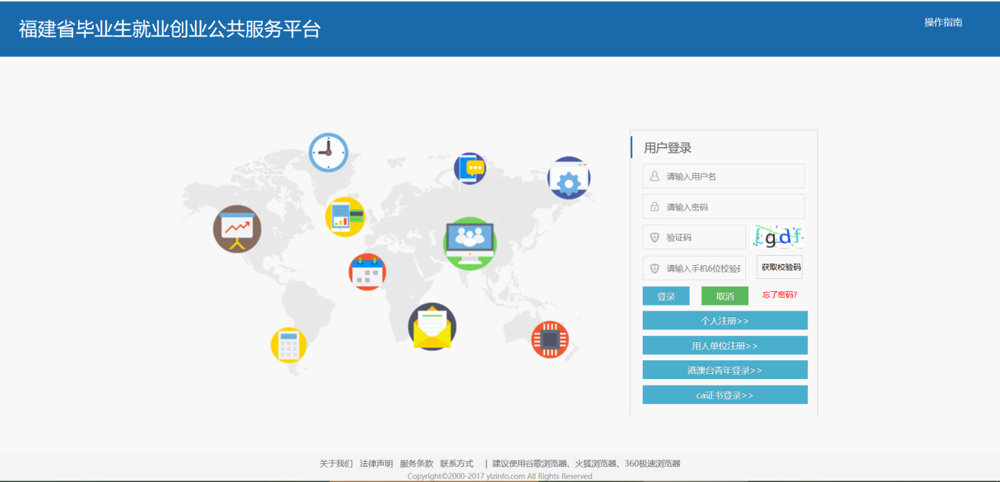 福建省毕业生就业创业公共服务平台
操作指南
用户登录
请输入用户名
请输入密码
验证码
gdf
请输入手机6位校验
获取校验码
登录 取消 忘了密码?
个人注册>>
用人单位注册>>
港澳台青年登录>>
ca证书登录>>
关于我们 法律声明 服务条款 联系方式 | 建议使用谷歌浏览器、火狐浏览器、360极速浏览器
Copyright©2000-2017 ylzinfo.com All Rights Reserved